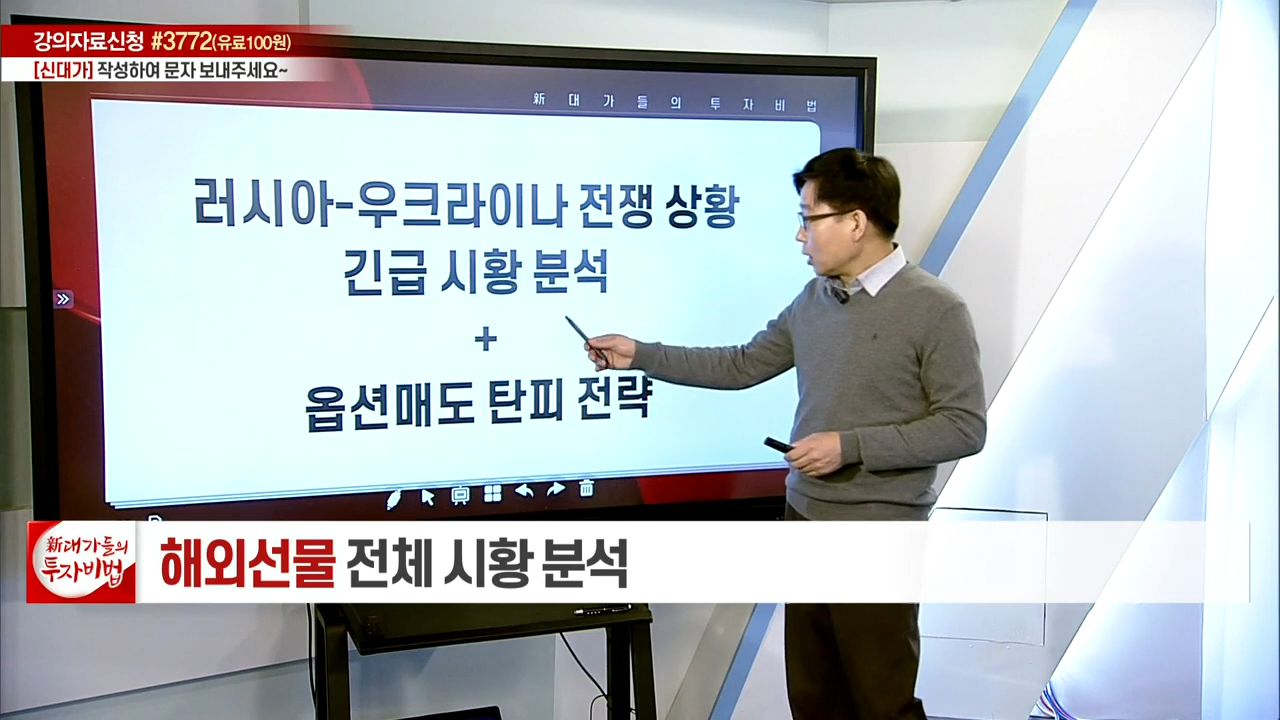 강의자료신청 #3772(유료100원)
[신대가] 작성하여 문자 보내주세요~
新대가들의 투자비법
러시아-우크라이나 전쟁 상황
긴급 시황 분석
+
옵션매도 탄피 전략
新대가들의
투자비법
해외선물 전체 시황 분석